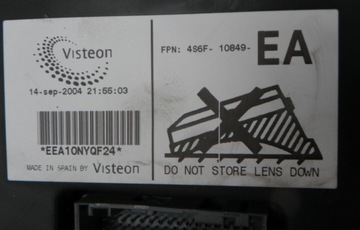 Visteon
FPN: 4S6F- 10849- EA
14-sep-2004 21:56:03
*EEA10NYQF24*
MADE IN SPAIN BY Visteon
DO NOT STORE LENS DOWN